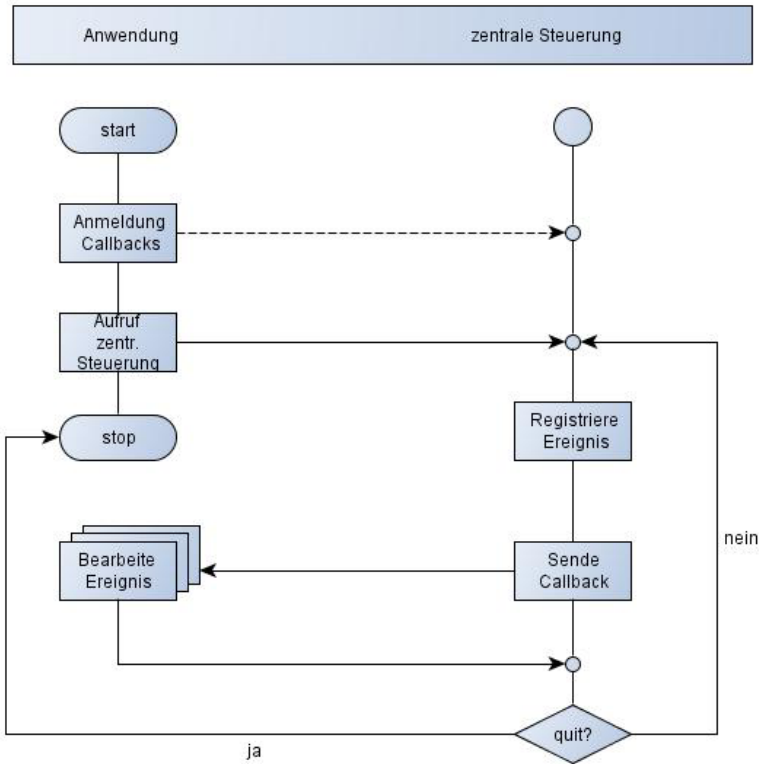 Anwendung
zentrale Steuerung
start
Anmeldung
Callbacks
Aufruf
zentr.
Steuerung
stop
Registriere
Ereignis
nein
Bearbeite
Ereignis
Sende
Callback
quit?
ja